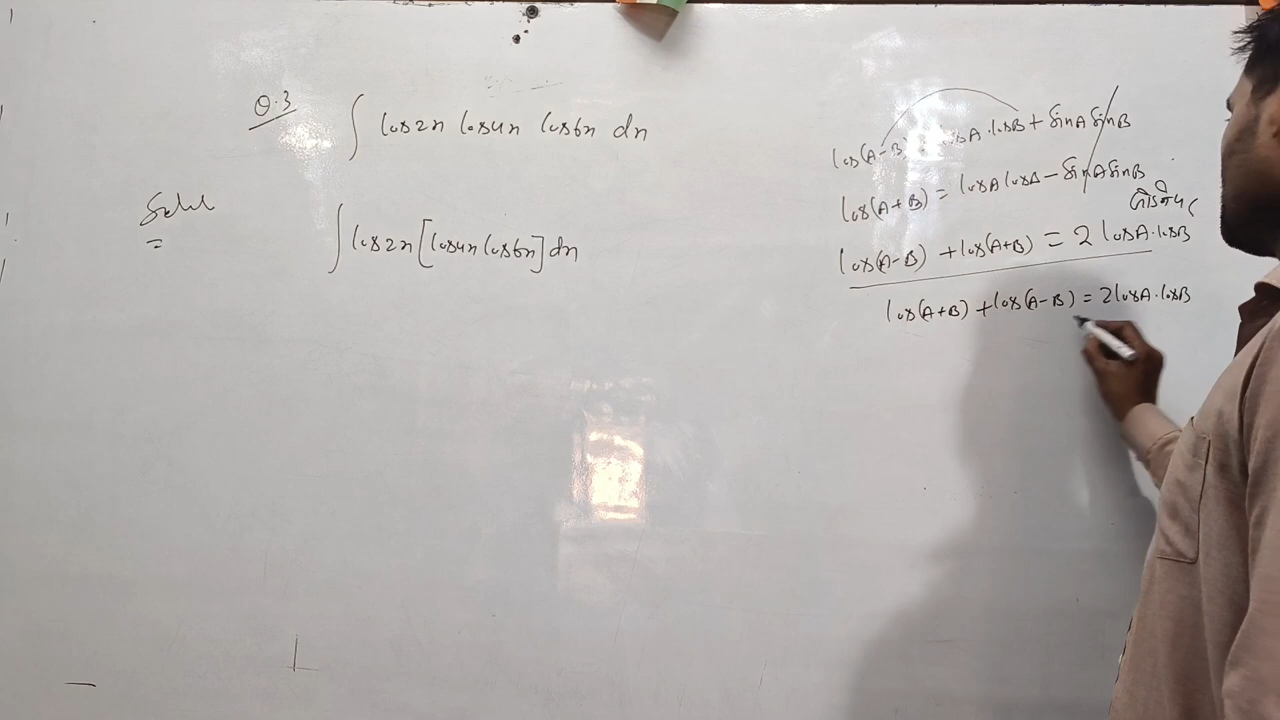 Q.3 ∫ cos2x cos4x cos6x dx
Soln
∫ cos2x [cos4x cos6x] dx
cos(A-B) = cosA.cosB + sinA sinB
cos(A+B) = cosA cosB - sinA sinB
cos(A-B) + cos(A+B) = 2 cosA.cosB
cos(A+B) + cos(A-B) = 2cosA.cosB